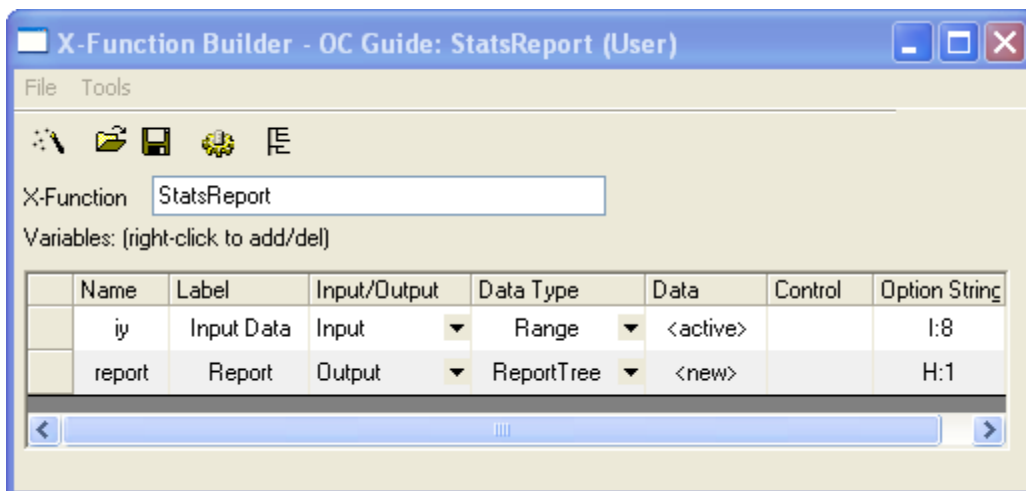 X-Function Builder - OC Guide: StatsReport (User)
File Tools
X-Function StatsReport
Variables: (right-click to add/del)
Name Label Input/Output Data Type Data Control Option String
iy Input Data Input Range <active> I:8
report Report Output ReportTree <new> H:1